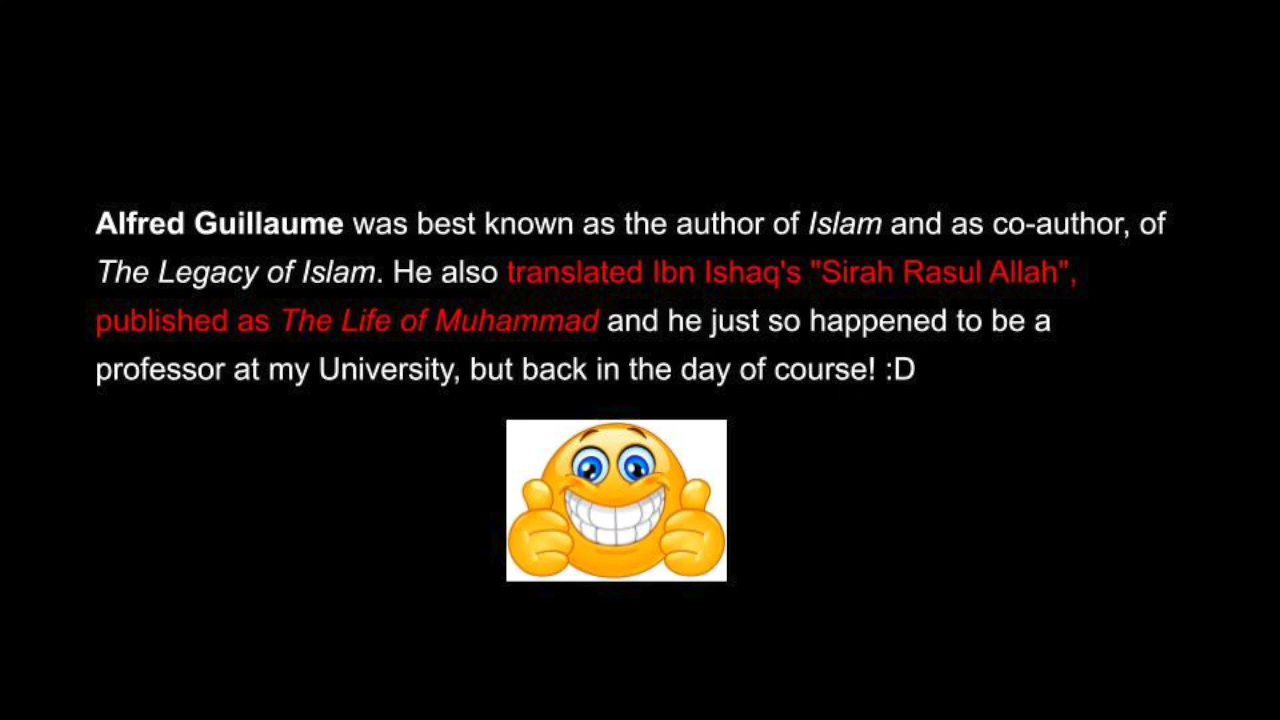 Alfred Guillaume was best known as the author of Islam and as co-author, of
The Legacy of Islam. He also translated Ibn Ishaq's "Sirah Rasul Allah",
published as The Life of Muhammad and he just so happened to be a
professor at my University, but back in the day of course! :D